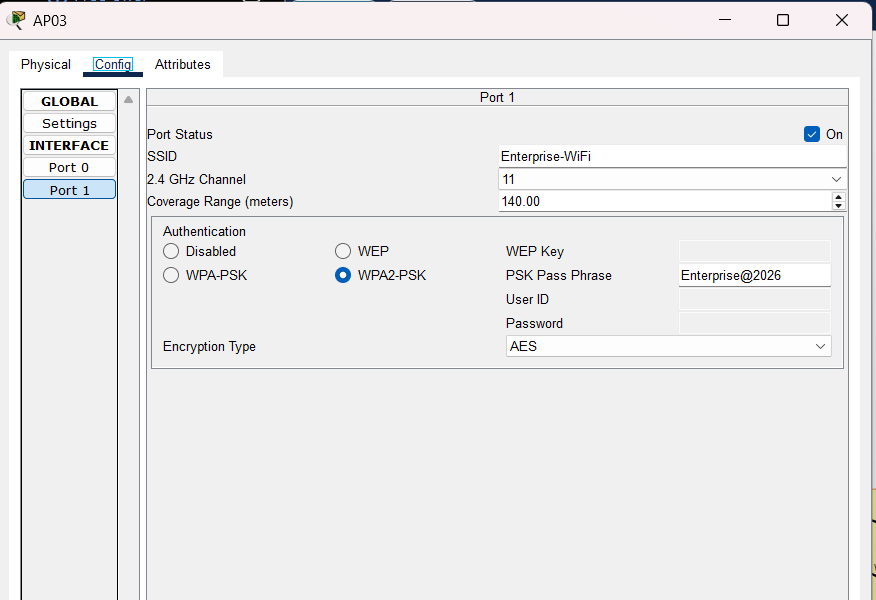 AP03
Physical Config Attributes
GLOBAL
Settings
INTERFACE
Port 0
Port 1
Port 1
Port Status On
SSID Enterprise-WiFi
2.4 GHz Channel 11
Coverage Range (meters) 140.00
Authentication
Disabled WEP WEP Key
WPA-PSK WPA2-PSK PSK Pass Phrase Enterprise@2026
User ID
Password
Encryption Type AES